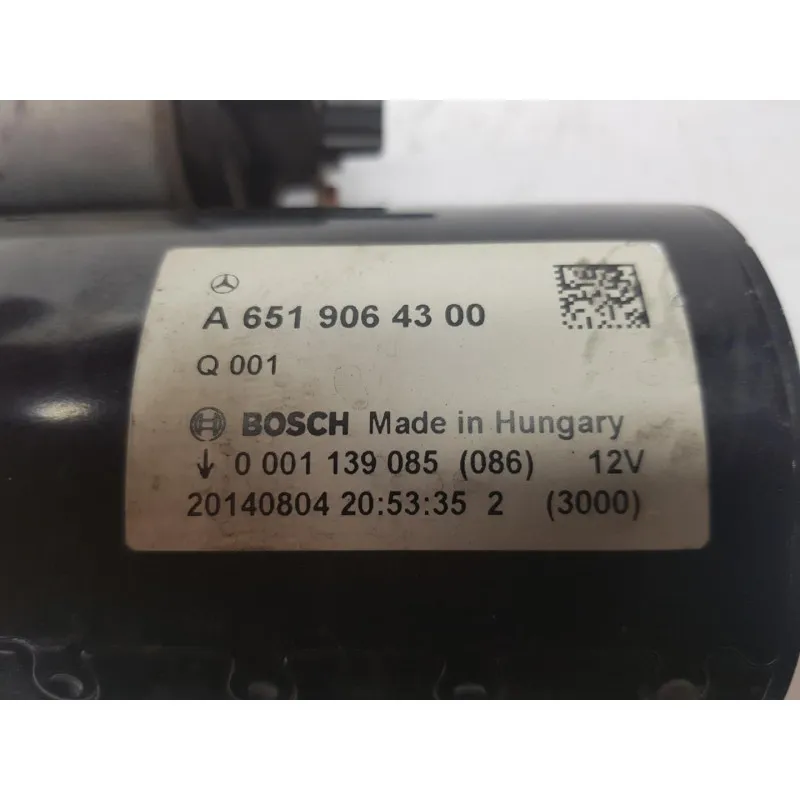 A 651 906 43 00
Q 001
BOSCH Made in Hungary
↓ 0 001 139 085 (086) 12V
20140804 20:53:35 2 (3000)